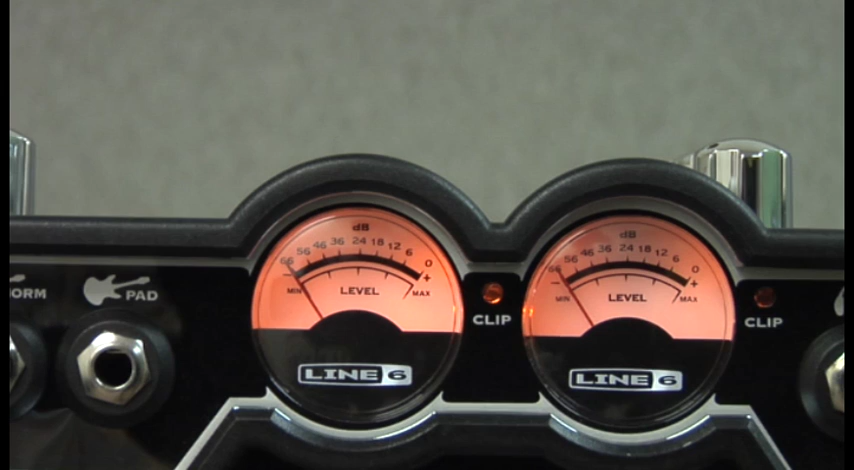 dB
66 56 46 36 24 18 12 6 0
- +
MIN LEVEL MAX
LINE 6
dB
66 56 46 36 24 18 12 6 0
- +
MIN LEVEL MAX
LINE 6
PAD
CLIP
CLIP
ORM